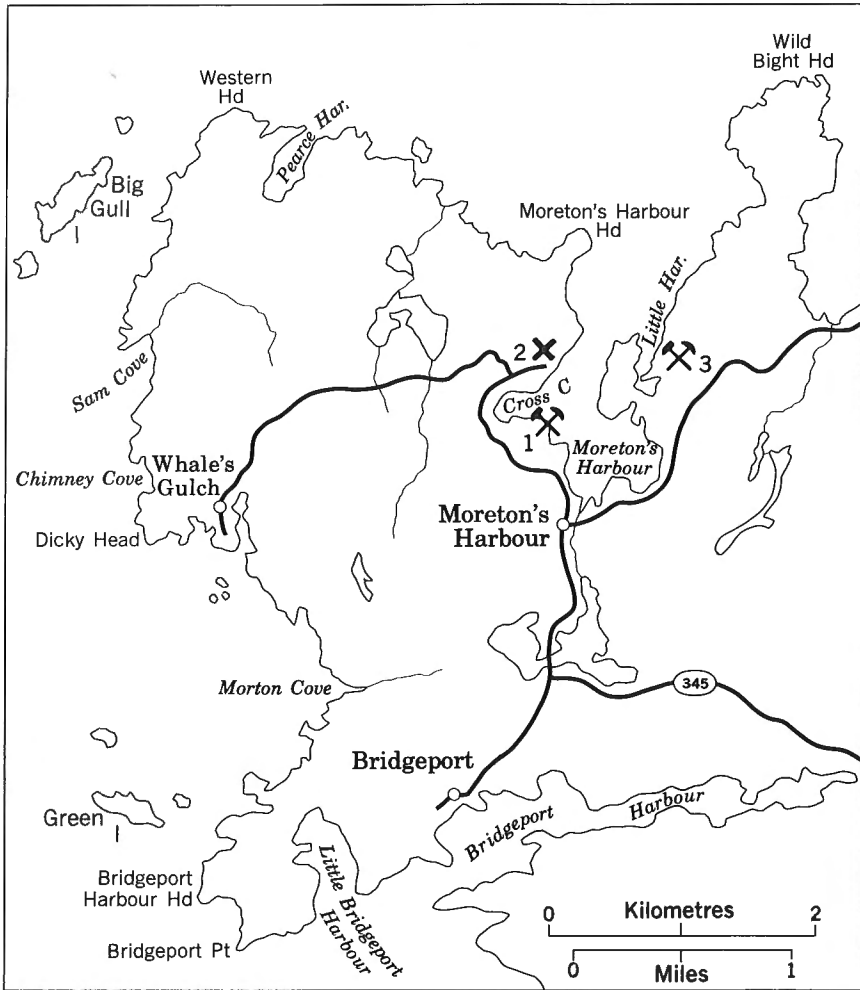 Wild
Bight Hd
Western
Hd
Pearce Har.
Big
Gull
I
Moreton's Harbour
Hd
Little Har.
2
3
Sam Cove
Cross C
1
Moreton's
Harbour
Whale's
Gulch
Chimney Cove
Moreton's
Harbour
Dicky Head
Morton Cove
345
Bridgeport
Green
I
Bridgeport
Harbour
Little Bridgeport
Harbour
Bridgeport
Harbour Hd
Bridgeport Pt
0 Kilometres 2
0 Miles 1